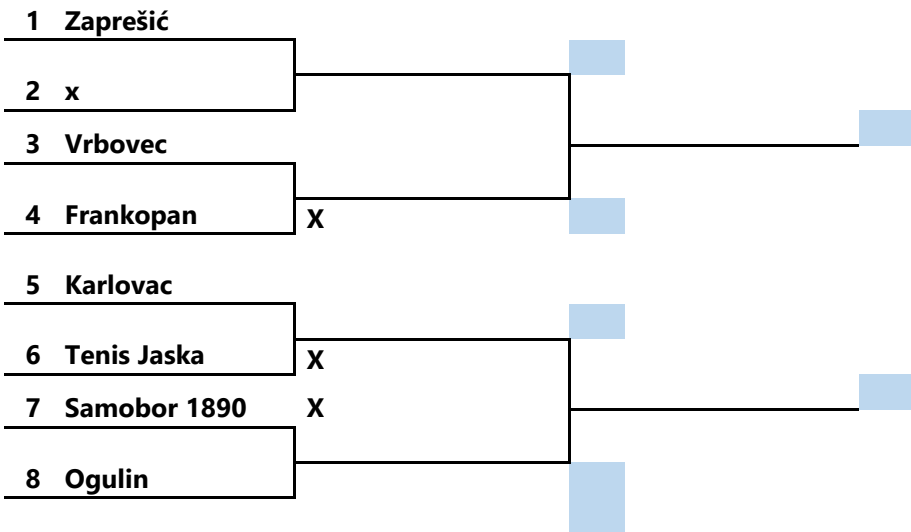 1 Zaprešić
2 x
3 Vrbovec
4 Frankopan X
5 Karlovac
6 Tenis Jaska X
7 Samobor 1890 X
8 Ogulin